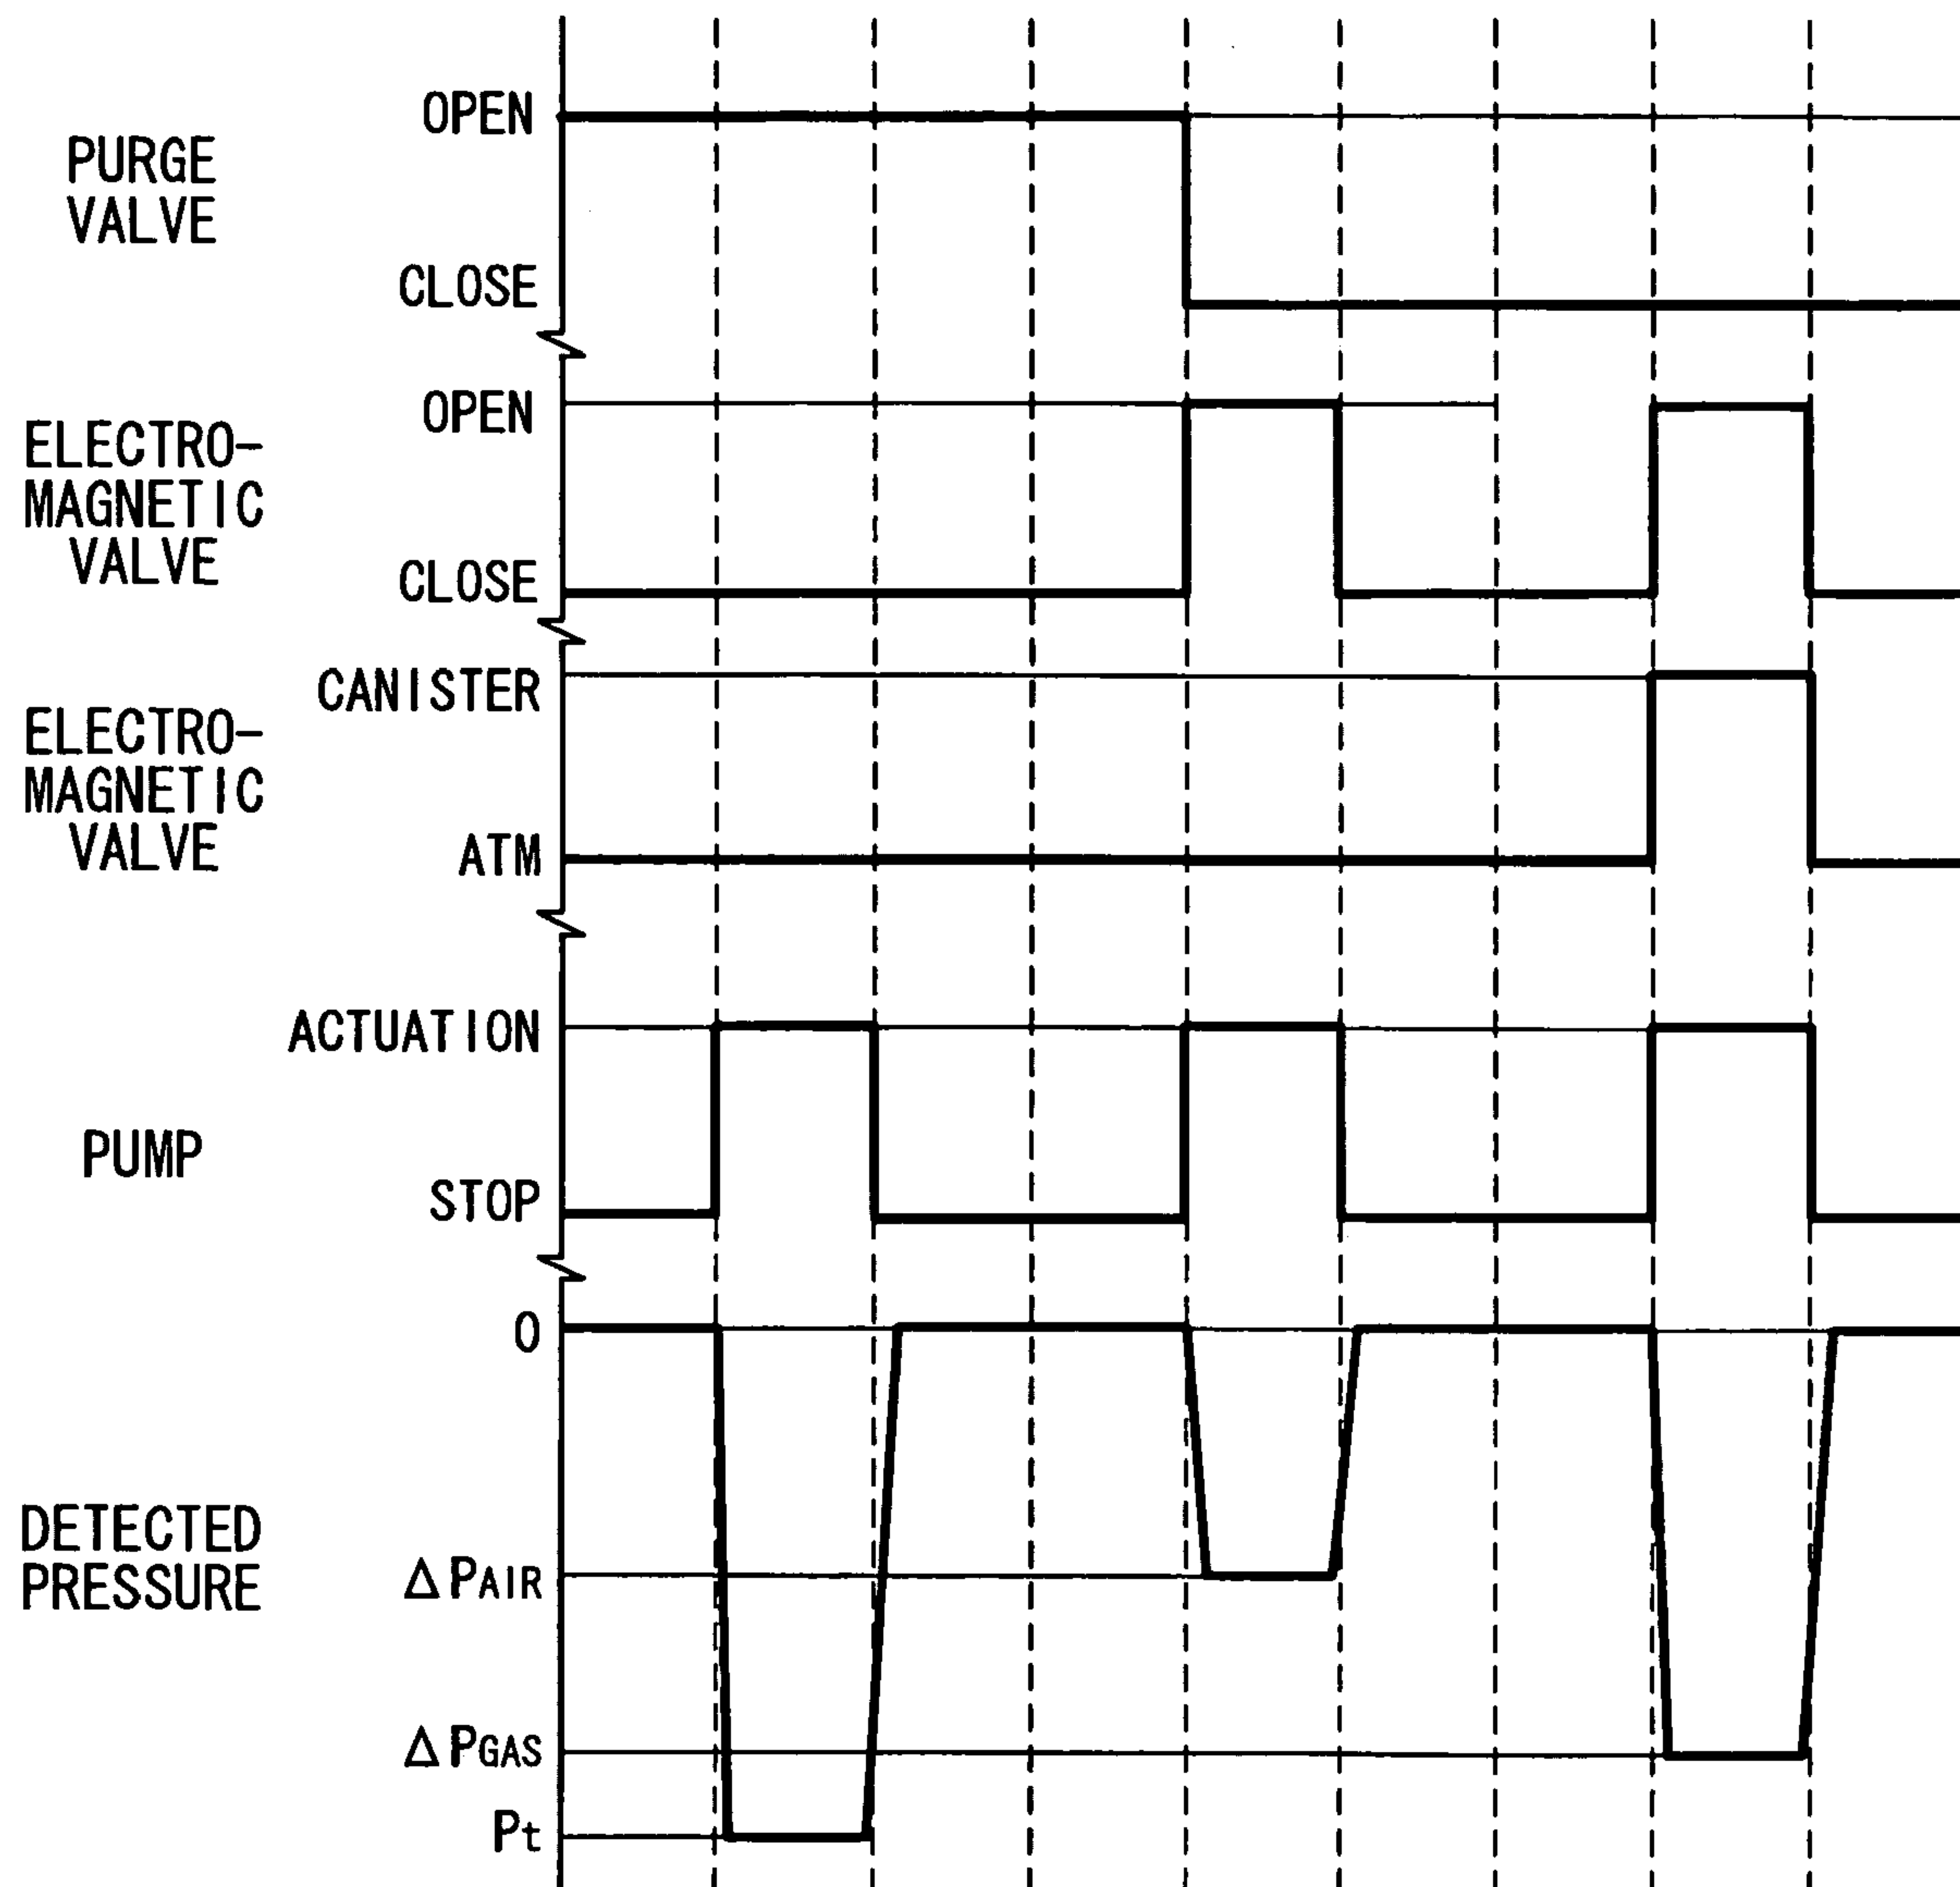 PURGE
VALVE
OPEN
CLOSE
ELECTRO-
MAGNETIC
VALVE
OPEN
CLOSE
ELECTRO-
MAGNETIC
VALVE
CANISTER
ATM
PUMP
ACTUATION
STOP
DETECTED
PRESSURE
0
ΔPAIR
ΔPGAS
Pt